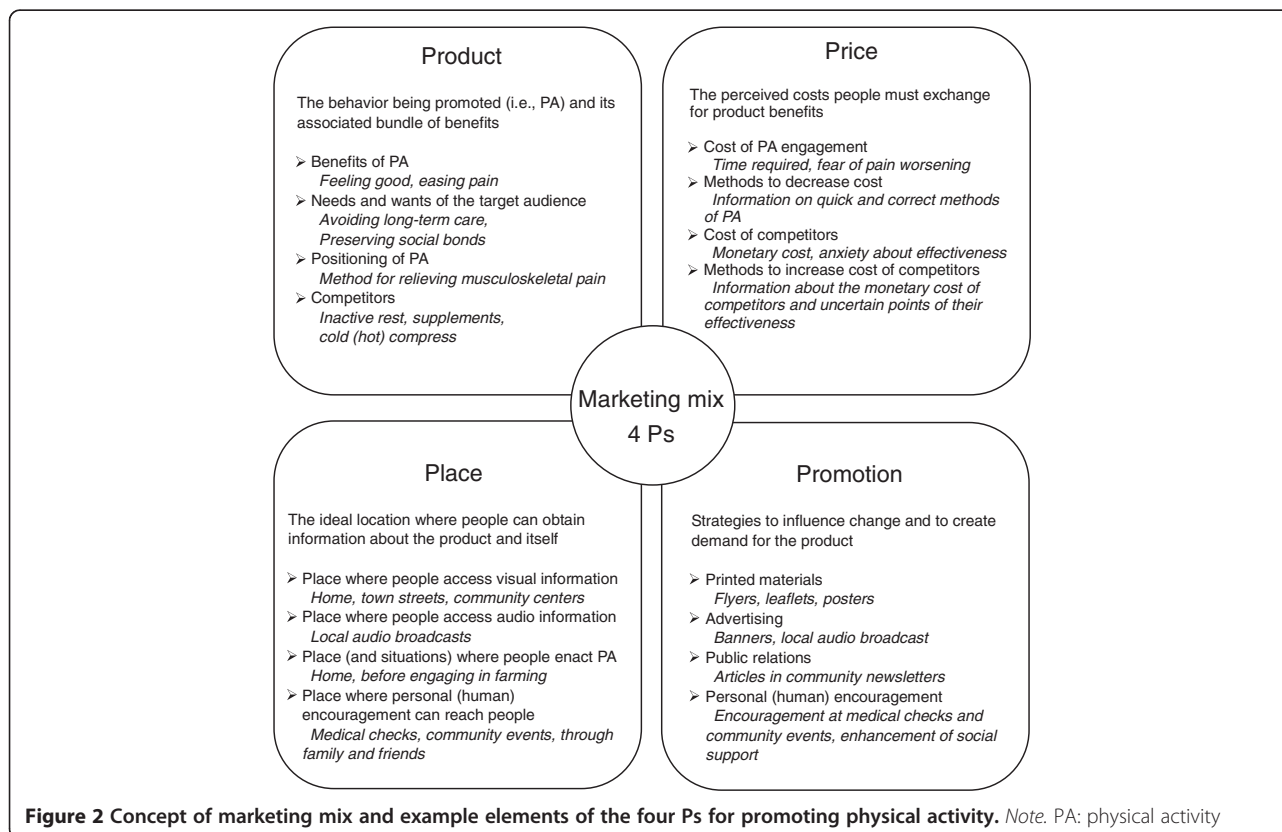 Product
The behavior being promoted (i.e., PA) and its
associated bundle of benefits
➢ Benefits of PA
Feeling good, easing pain
➢ Needs and wants of the target audience
Avoiding long-term care,
Preserving social bonds
➢ Positioning of PA
Method for relieving musculoskeletal pain
➢ Competitors
Inactive rest, supplements,
cold (hot) compress
Price
The perceived costs people must exchange
for product benefits
➢ Cost of PA engagement
Time required, fear of pain worsening
➢ Methods to decrease cost
Information on quick and correct methods
of PA
➢ Cost of competitors
Monetary cost, anxiety about effectiveness
➢ Methods to increase cost of competitors
Information about the monetary cost of
competitors and uncertain points of their
effectiveness
Marketing mix
4 Ps
Place
The ideal location where people can obtain
information about the product and itself
➢ Place where people access visual information
Home, town streets, community centers
➢ Place where people access audio information
Local audio broadcasts
➢ Place (and situations) where people enact PA
Home, before engaging in farming
➢ Place where personal (human)
encouragement can reach people
Medical checks, community events, through
family and friends
Promotion
Strategies to influence change and to create
demand for the product
➢ Printed materials
Flyers, leaflets, posters
➢ Advertising
Banners, local audio broadcast
➢ Public relations
Articles in community newsletters
➢ Personal (human) encouragement
Encouragement at medical checks and
community events, enhancement of social
support
Figure 2 Concept of marketing mix and example elements of the four Ps for promoting physical activity. Note. PA: physical activity